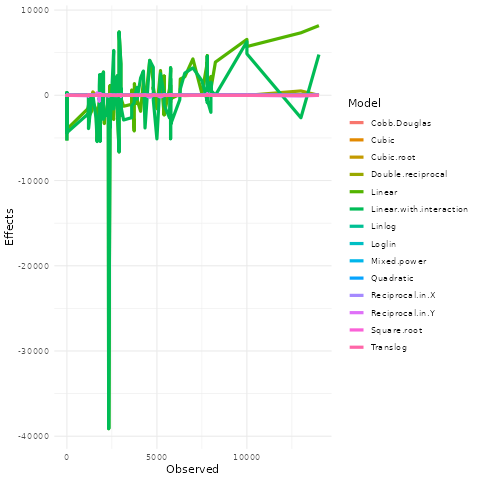 10000
0
-10000
-20000
-30000
-40000
Effects
0
5000
10000
Observed
Model
Cobb.Douglas
Cubic
Cubic.root
Double.reciprocal
Linear
Linear.with.interaction
Linlog
Loglin
Mixed.power
Quadratic
Reciprocal.in.X
Reciprocal.in.Y
Square.root
Translog